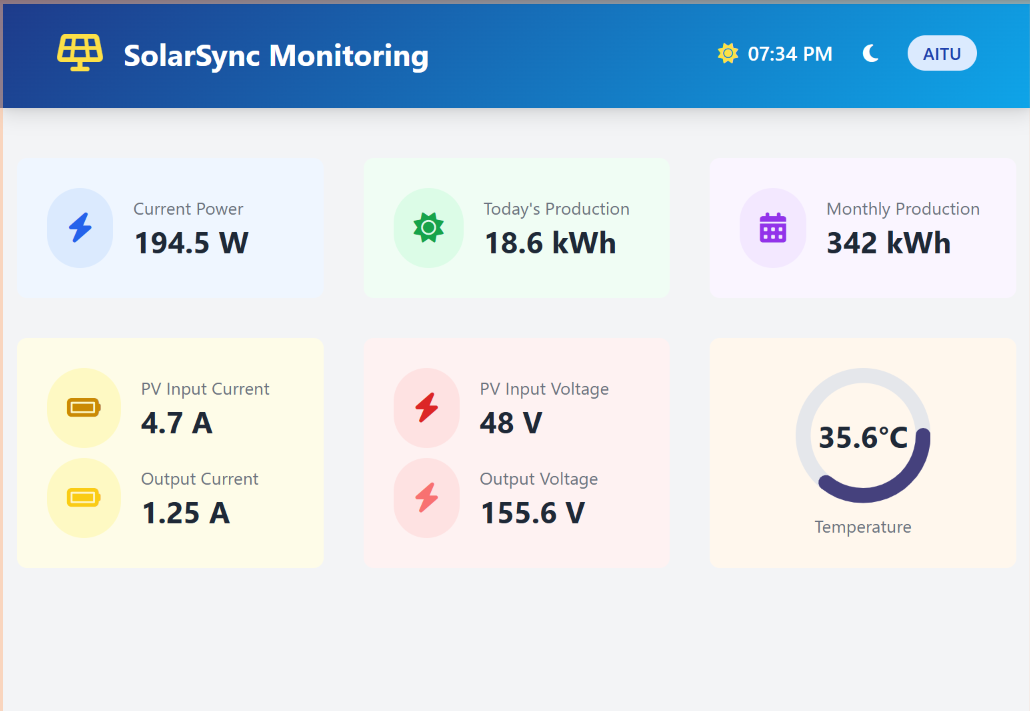 SolarSync Monitoring
07:34 PM
AITU
Current Power
194.5 W
Today's Production
18.6 kWh
Monthly Production
342 kWh
PV Input Current
4.7 A
Output Current
1.25 A
PV Input Voltage
48 V
Output Voltage
155.6 V
35.6°C
Temperature